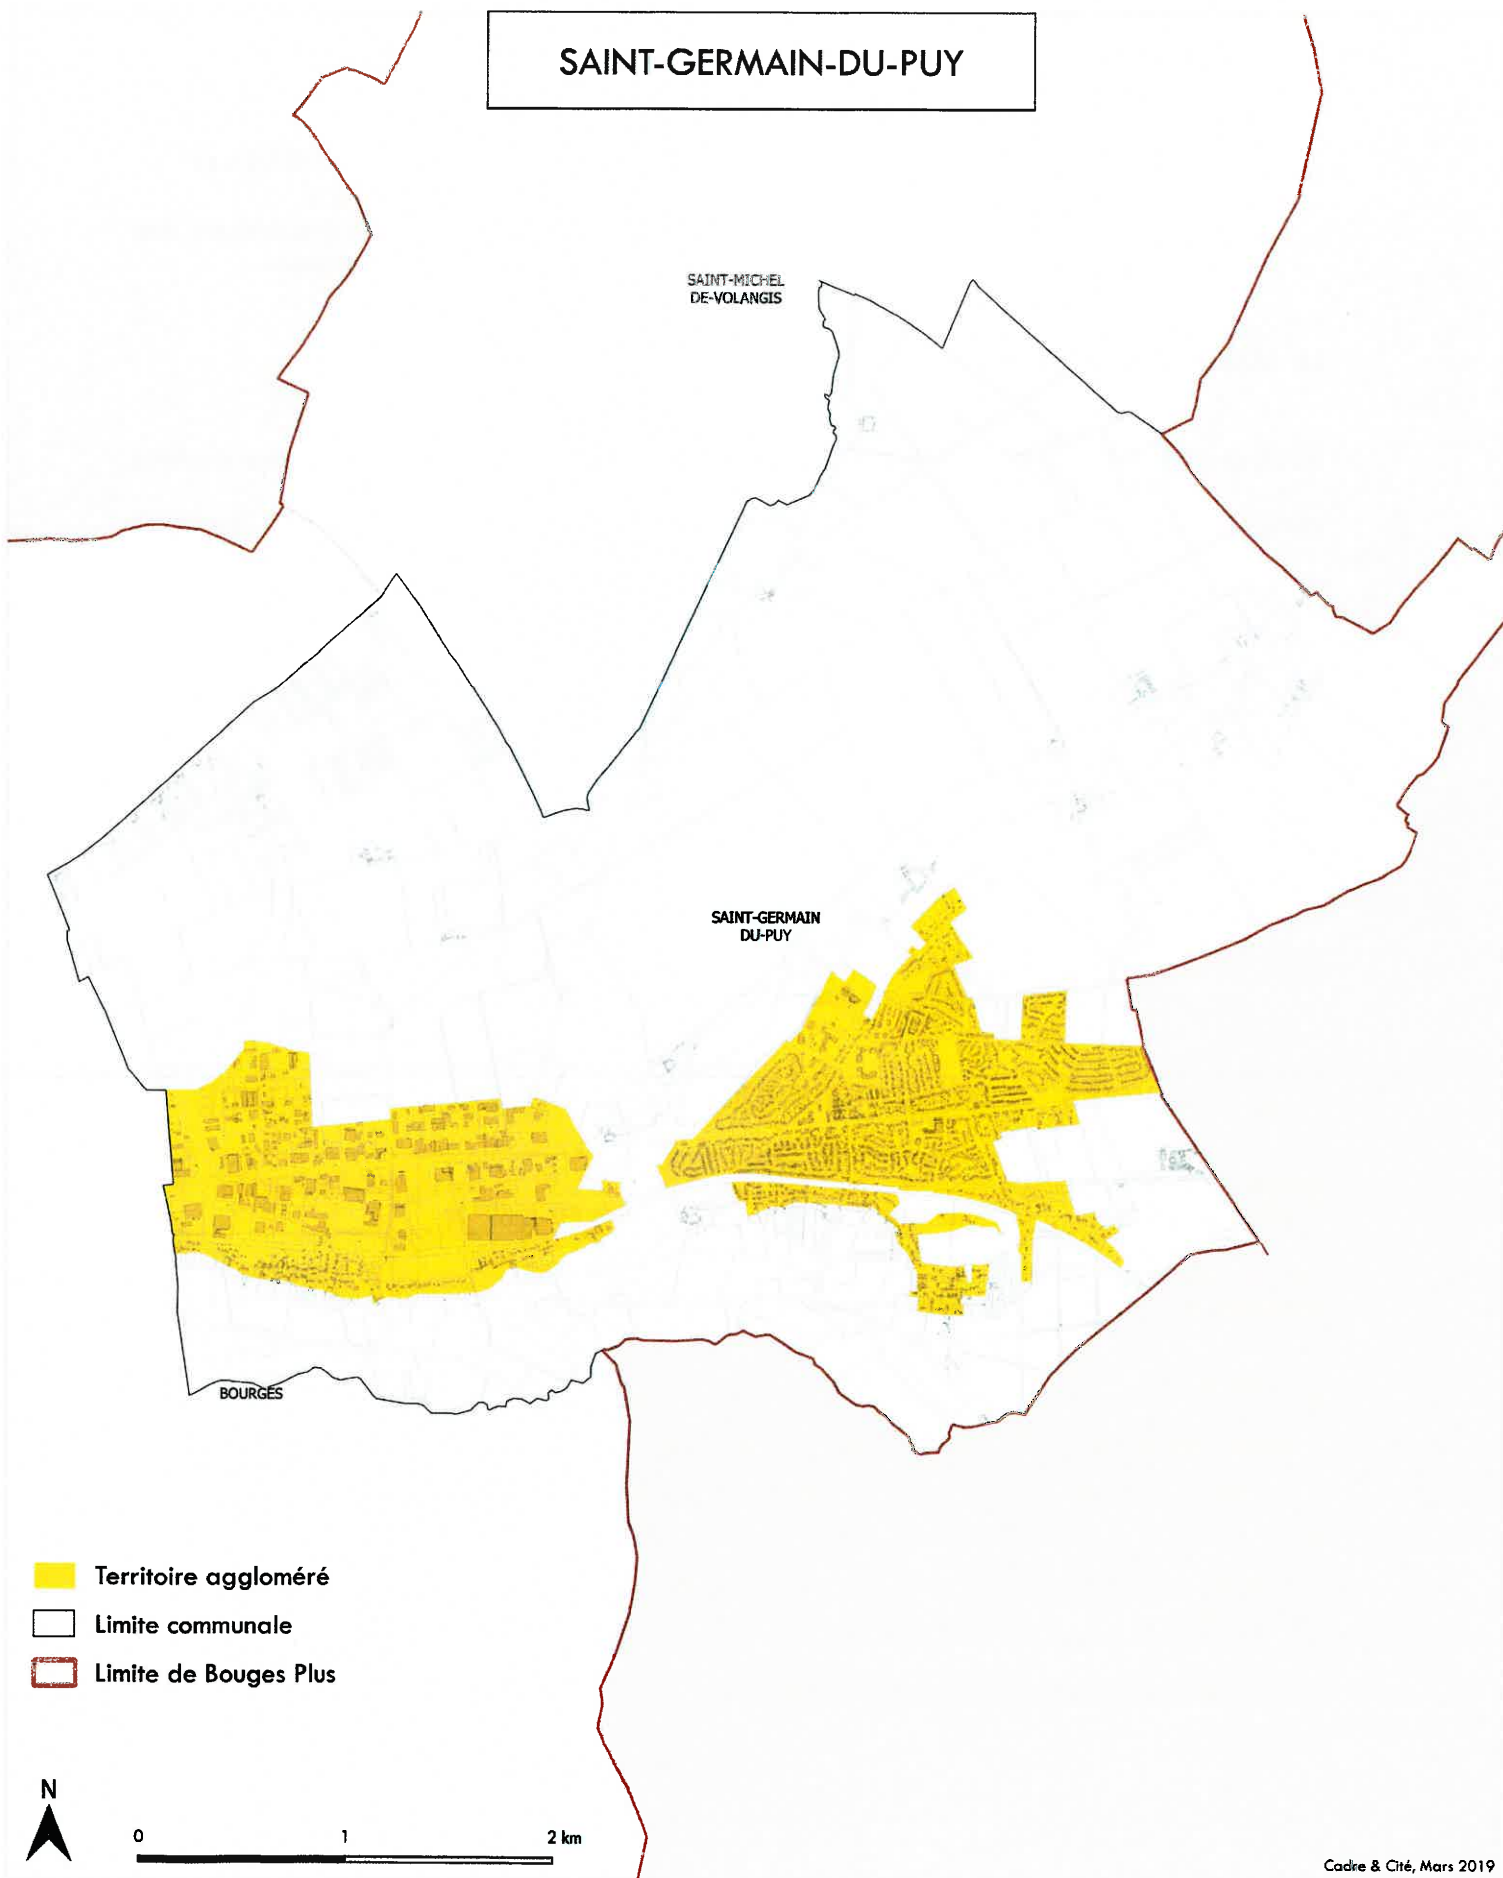 SAINT-GERMAIN-DU-PUY
SAINT-MICHEL
DE-VOLANGIS
SAINT-GERMAIN
DU-PUY
BOURGES
Territoire aggloméré
Limite communale
Limite de Bouges Plus
N
0 1 2 km
Cadre & Cité, Mars 2019